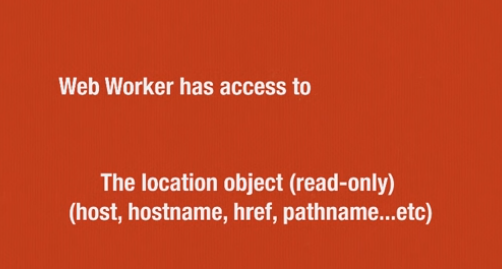 Web Worker has access to
The location object (read-only)
(host, hostname, href, pathname...etc)